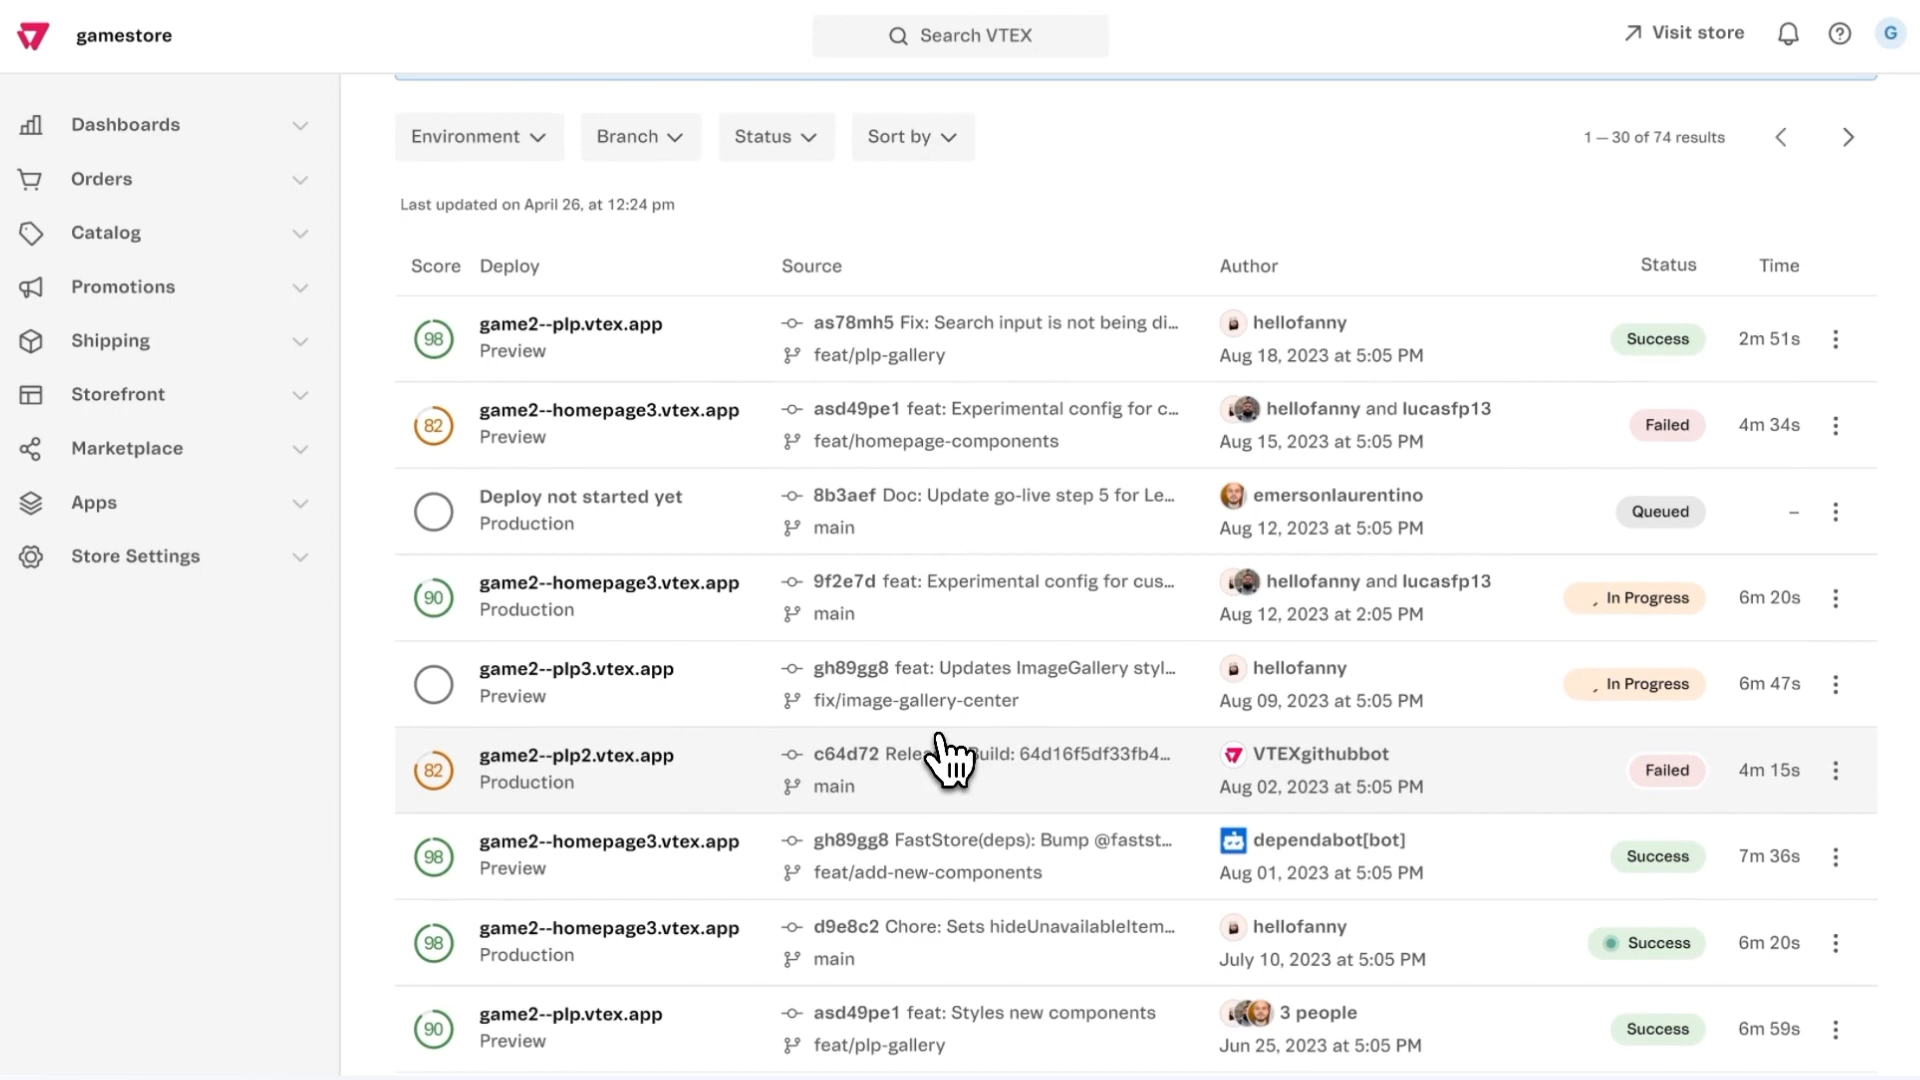 gamestore
Search VTEX
Visit store
G
Dashboards
Orders
Catalog
Promotions
Shipping
Storefront
Marketplace
Apps
Store Settings
Environment Branch Status Sort by
1 – 30 of 74 results
Last updated on April 26, at 12:24 pm
Score Deploy Source Author Status Time
98 game2--plp.vtex.app as78mh5 Fix: Search input is not being di... hellofanny Success 2m 51s
Preview feat/plp-gallery Aug 18, 2023 at 5:05 PM
82 game2--homepage3.vtex.app asd49pe1 feat: Experimental config for c... hellofanny and lucasfp13 Failed 4m 34s
Preview feat/homepage-components Aug 15, 2023 at 5:05 PM
Deploy not started yet 8b3aef Doc: Update go-live step 5 for Le... emersonlaurentino Queued –
Production main Aug 12, 2023 at 5:05 PM
90 game2--homepage3.vtex.app 9f2e7d feat: Experimental config for cus... hellofanny and lucasfp13 In Progress 6m 20s
Production main Aug 12, 2023 at 2:05 PM
game2--plp3.vtex.app gh89gg8 feat: Updates ImageGallery styl... hellofanny In Progress 6m 47s
Preview fix/image-gallery-center Aug 09, 2023 at 5:05 PM
82 game2--plp2.vtex.app c64d72 64d16f5df33fb4... VTEXgithubbot Failed 4m 15s
Production main Aug 02, 2023 at 5:05 PM
98 game2--homepage3.vtex.app gh89gg8 FastStore(deps): Bump @fastst... dependabot[bot] Success 7m 36s
Preview feat/add-new-components Aug 01, 2023 at 5:05 PM
98 game2--homepage3.vtex.app d9e8c2 Chore: Sets hideUnavailableItem... hellofanny Success 6m 20s
Production main July 10, 2023 at 5:05 PM
90 game2--plp.vtex.app asd49pe1 feat: Styles new components 3 people Success 6m 59s
Preview feat/plp-gallery Jun 25, 2023 at 5:05 PM